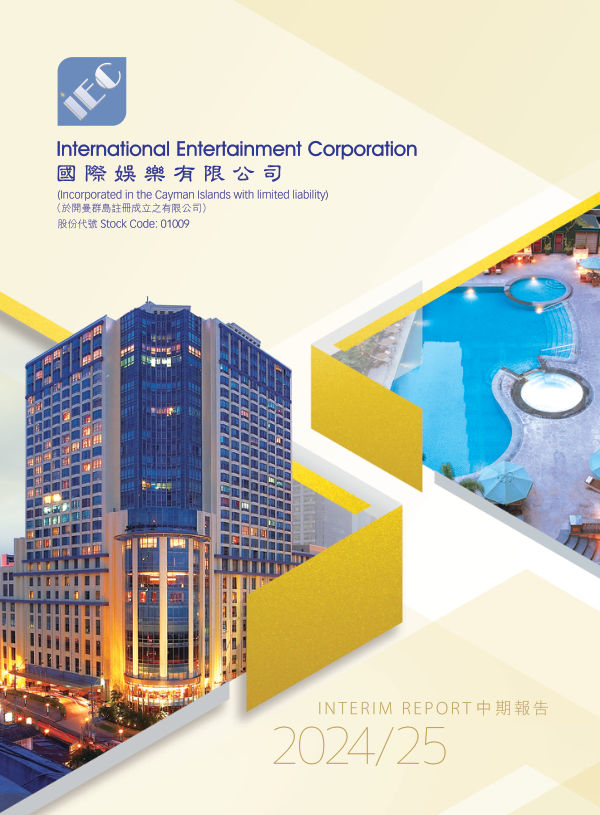 iEC
International Entertainment Corporation
國際娛樂有限公司
(Incorporated in the Cayman Islands with limited liability)
(於開曼群島註冊成立之有限公司)
股份代號 Stock Code: 01009
INTERIM REPORT 中期報告
2024/25